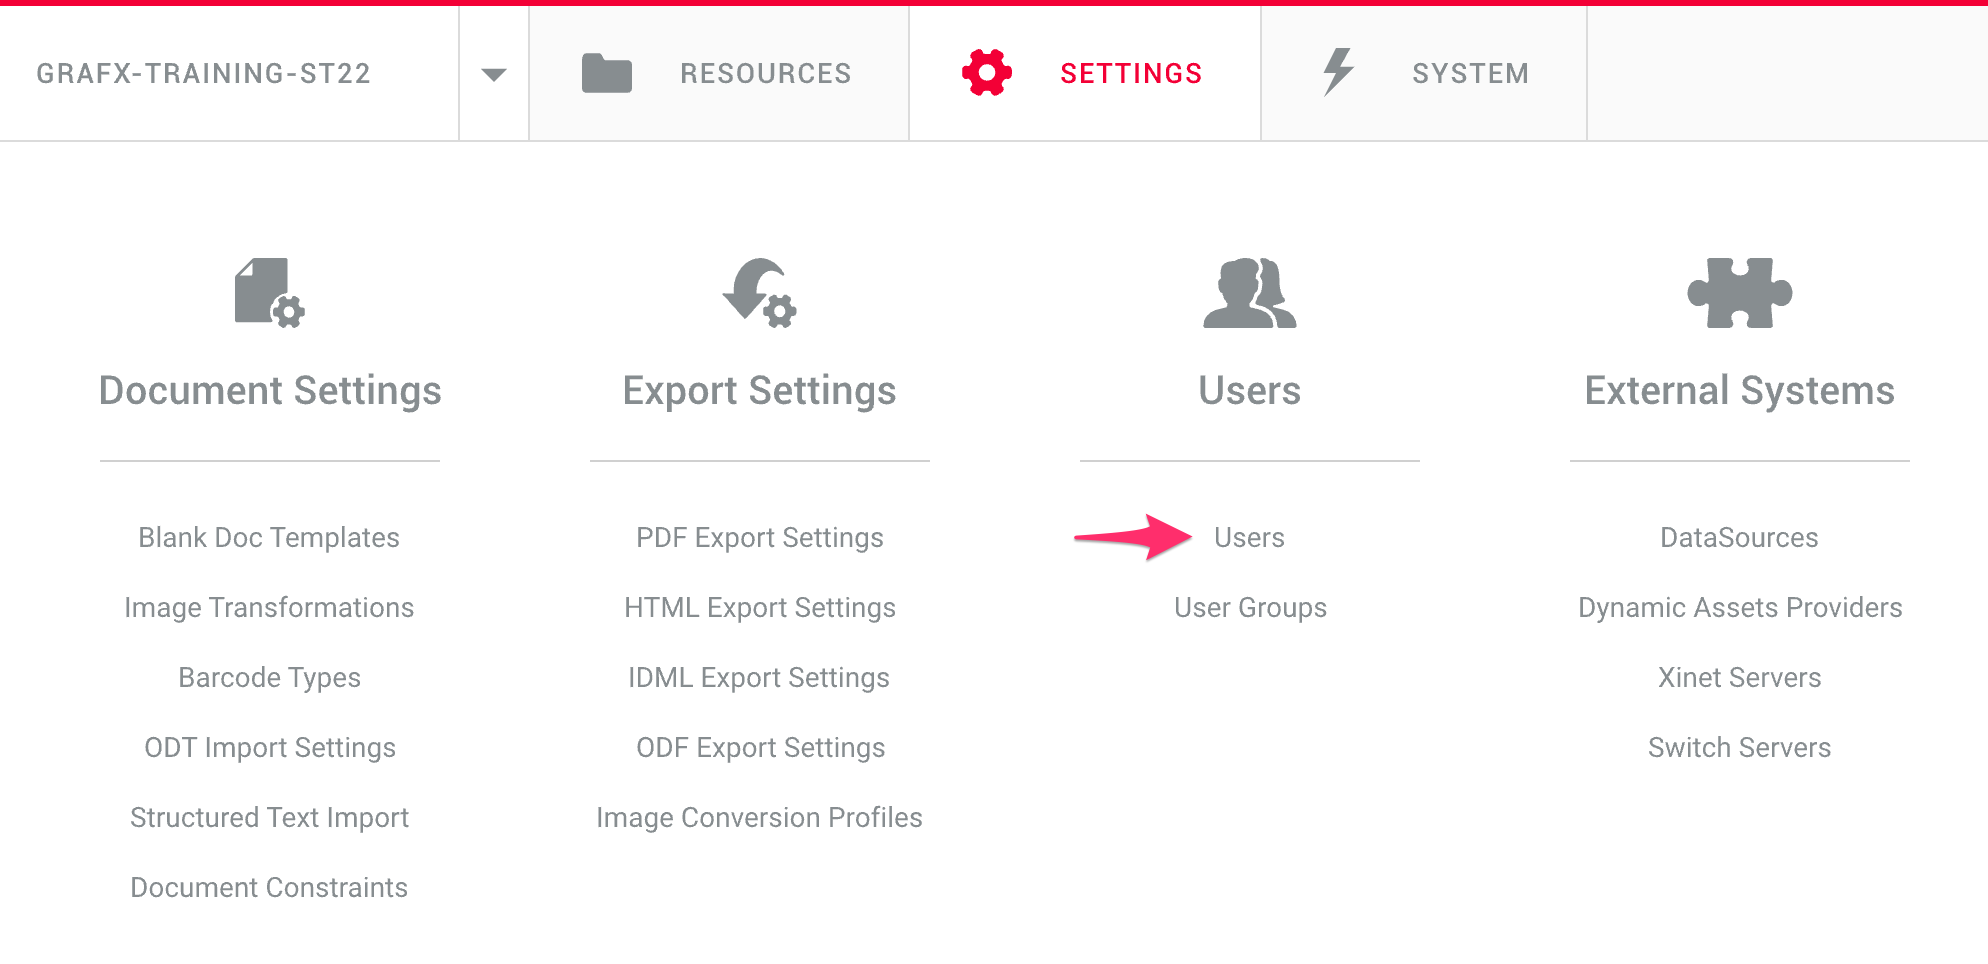 GRAFX-TRAINING-ST22
RESOURCES
SETTINGS
SYSTEM
Document Settings
Blank Doc Templates
Image Transformations
Barcode Types
ODT Import Settings
Structured Text Import
Document Constraints
Export Settings
PDF Export Settings
HTML Export Settings
IDML Export Settings
ODF Export Settings
Image Conversion Profiles
Users
Users
User Groups
External Systems
DataSources
Dynamic Assets Providers
Xinet Servers
Switch Servers